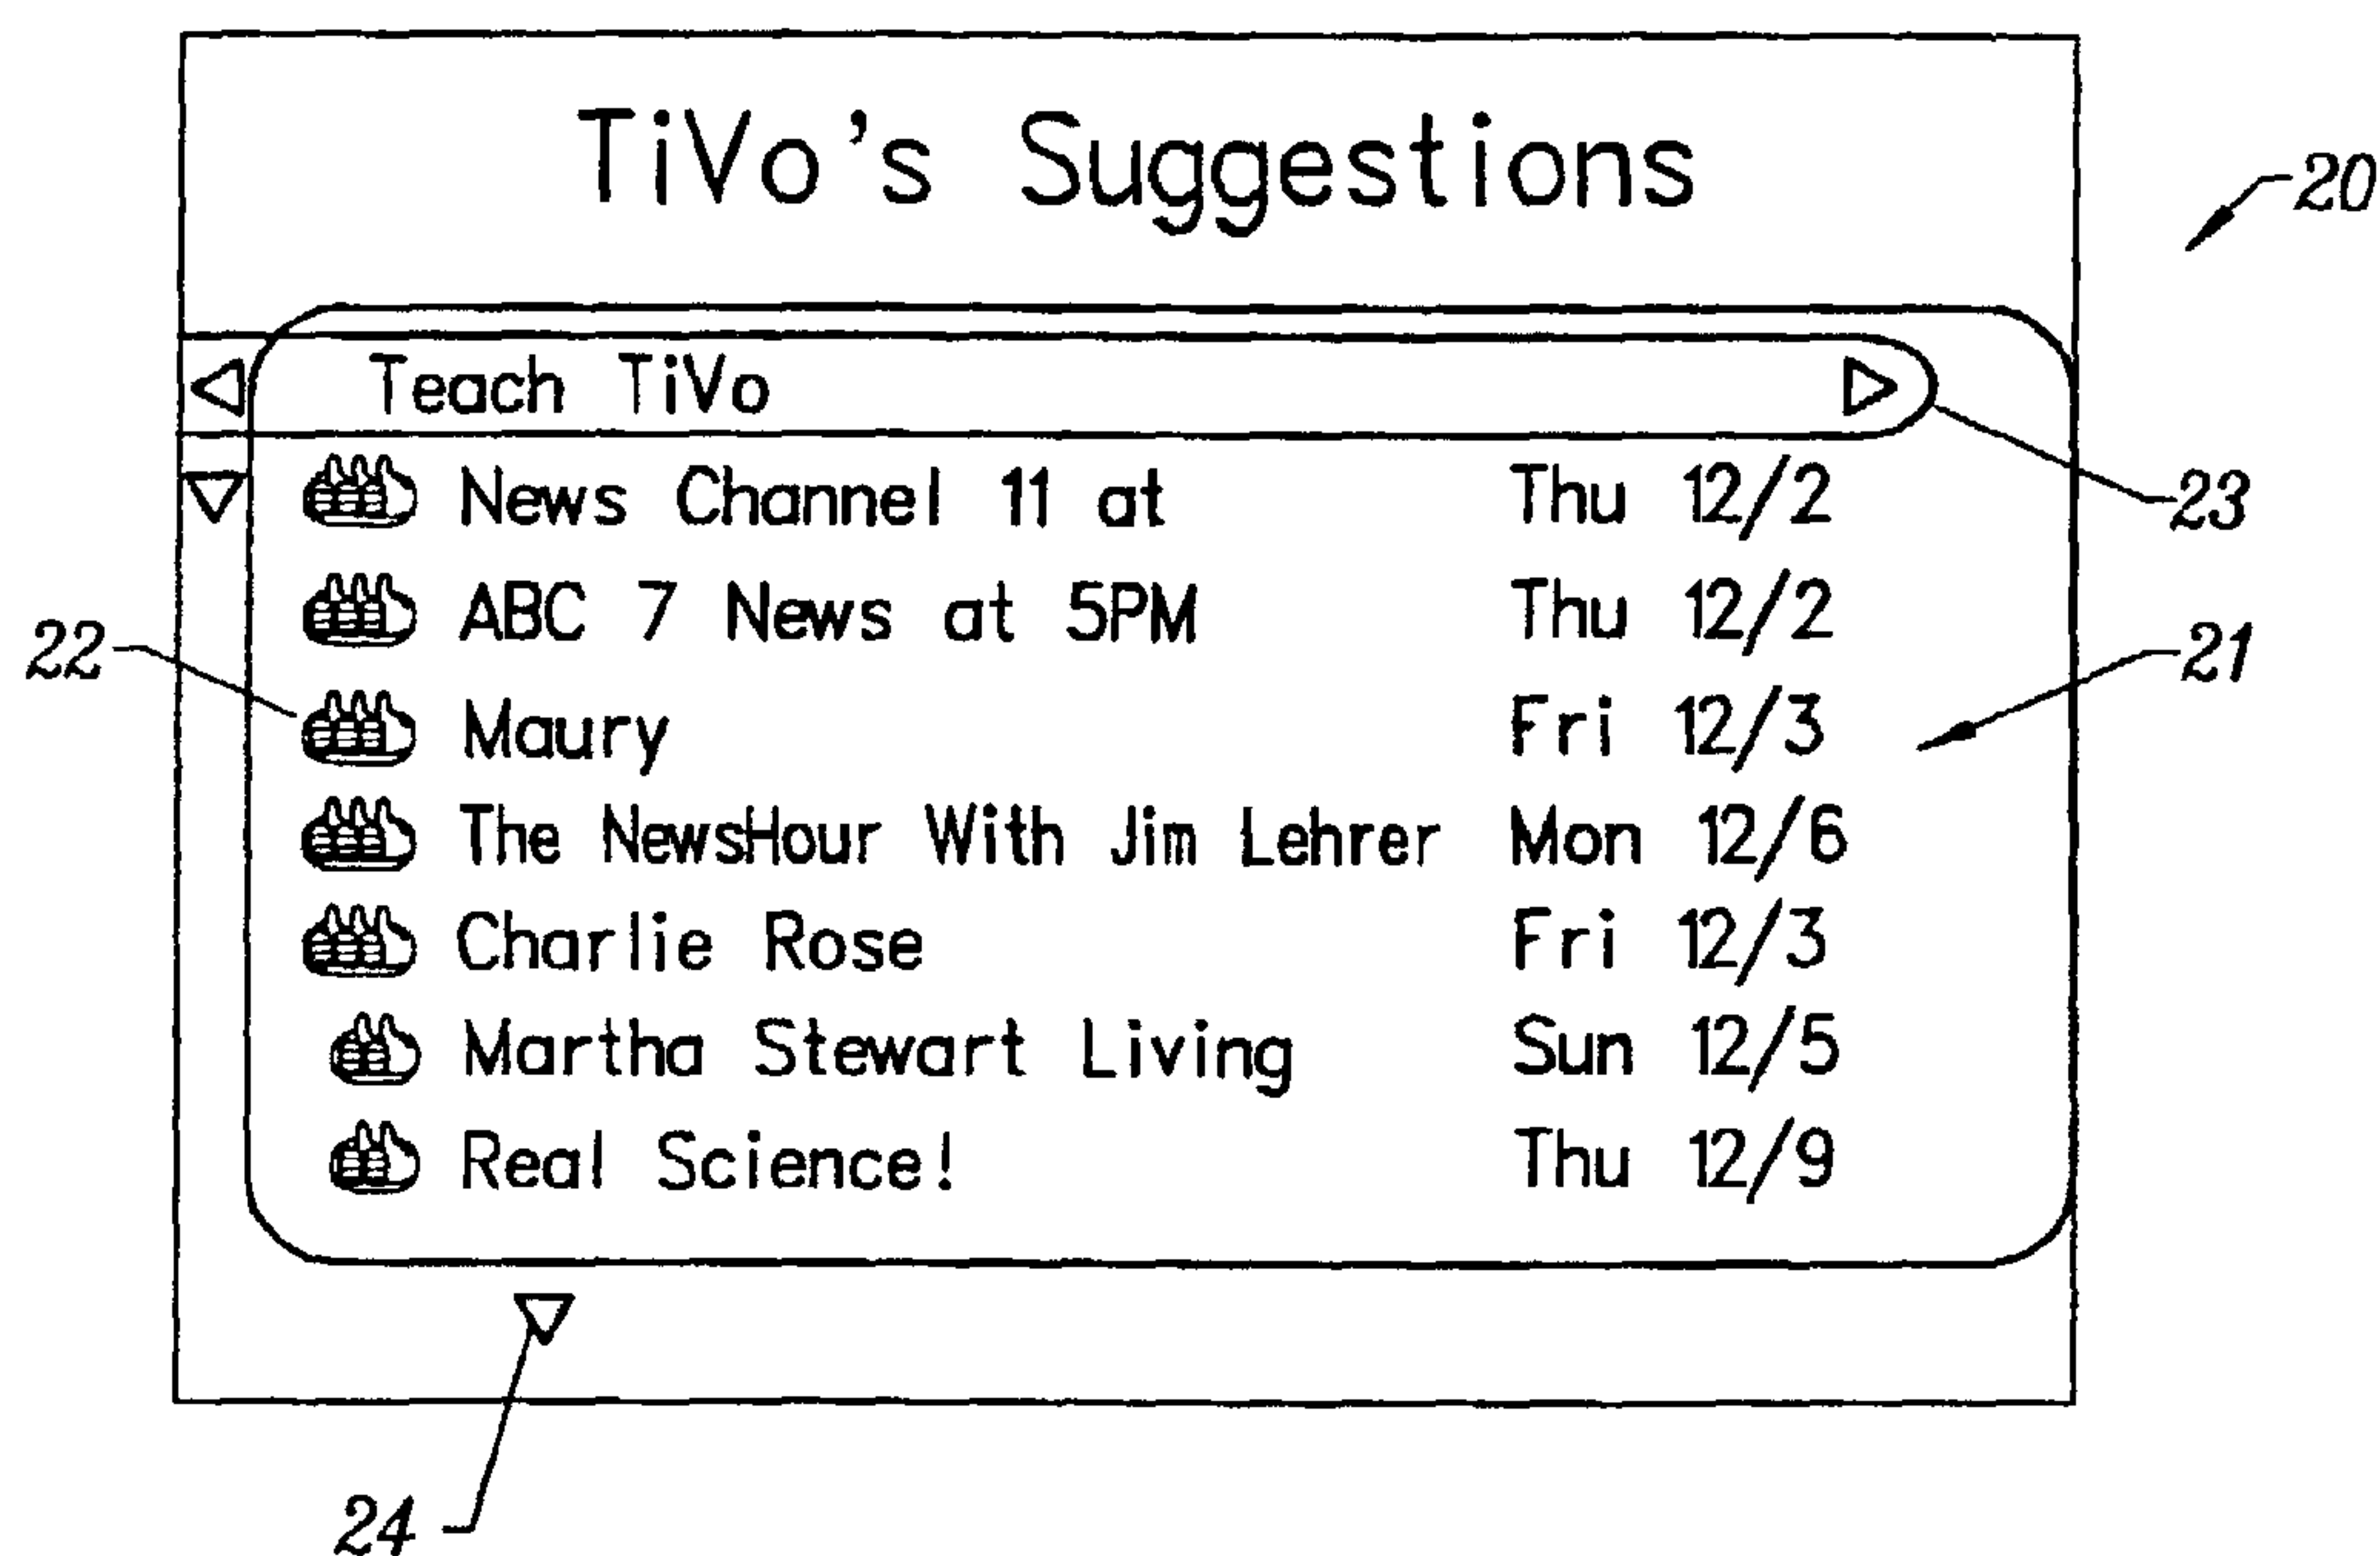 TiVo's Suggestions
20
Teach TiVo
News Channel 11 at Thu 12/2
23
ABC 7 News at 5PM Thu 12/2
22
21
Maury Fri 12/3
The NewsHour With Jim Lehrer Mon 12/6
Charlie Rose Fri 12/3
Martha Stewart Living Sun 12/5
Real Science! Thu 12/9
24